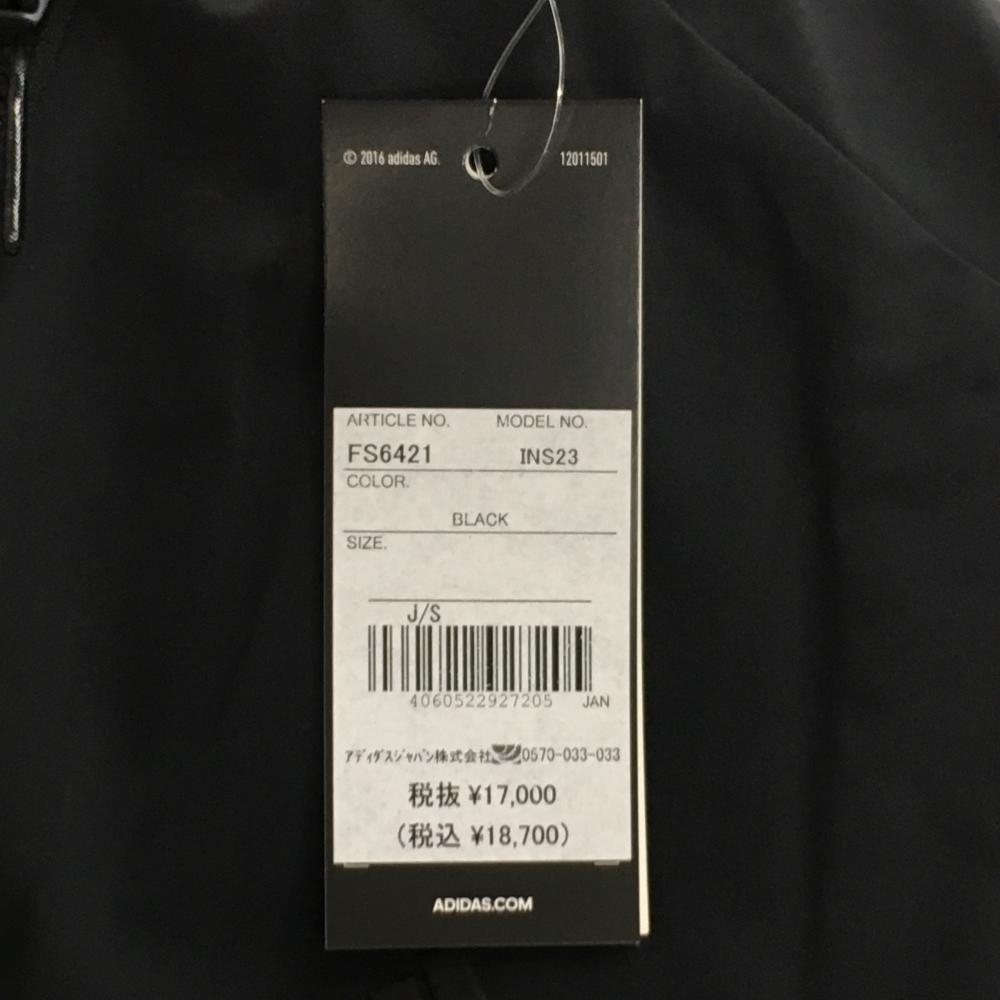 © 2016 adidas AG. 12011501
ARTICLE NO. MODEL NO.
FS6421 INS23
COLOR.
BLACK
SIZE.
J/S
4060522927205 JAN
ｱﾃﾞｨﾀﾞｽｼﾞｬﾊﾟﾝ株式会社 0570-033-033
税抜 ¥17,000
(税込 ¥18,700)
ADIDAS.COM